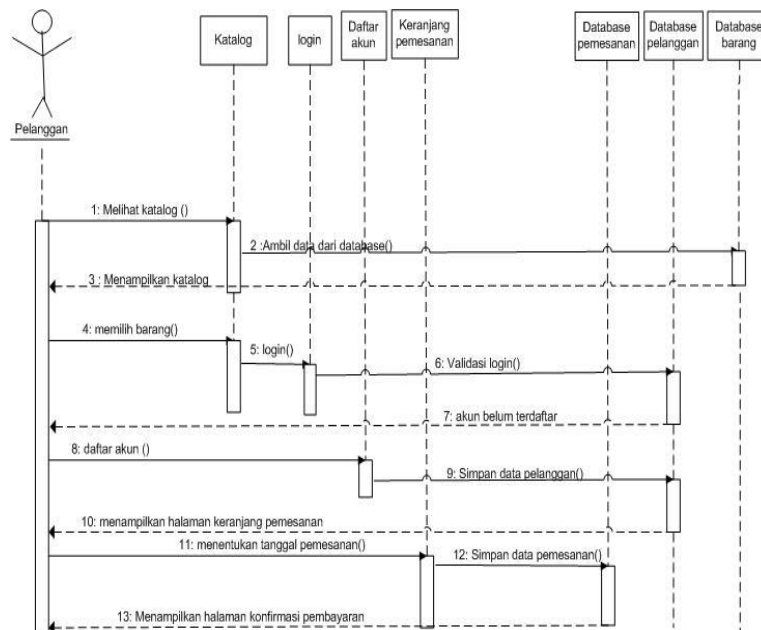 Pelanggan
Katalog
login
Daftar
akun
Keranjang
pemesanan
Database
pemesanan
Database
pelanggan
Database
barang
1: Melihat katalog ()
2 :Ambil data dari database()
3 : Menampilkan katalog
4: memilih barang()
5: login()
6: Validasi login()
7: akun belum terdaftar
8: daftar akun ()
9: Simpan data pelanggan()
10: menampilkan halaman keranjang pemesanan
11: menentukan tanggal pemesanan()
12: Simpan data pemesanan()
13: Menampilkan halaman konfirmasi pembayaran